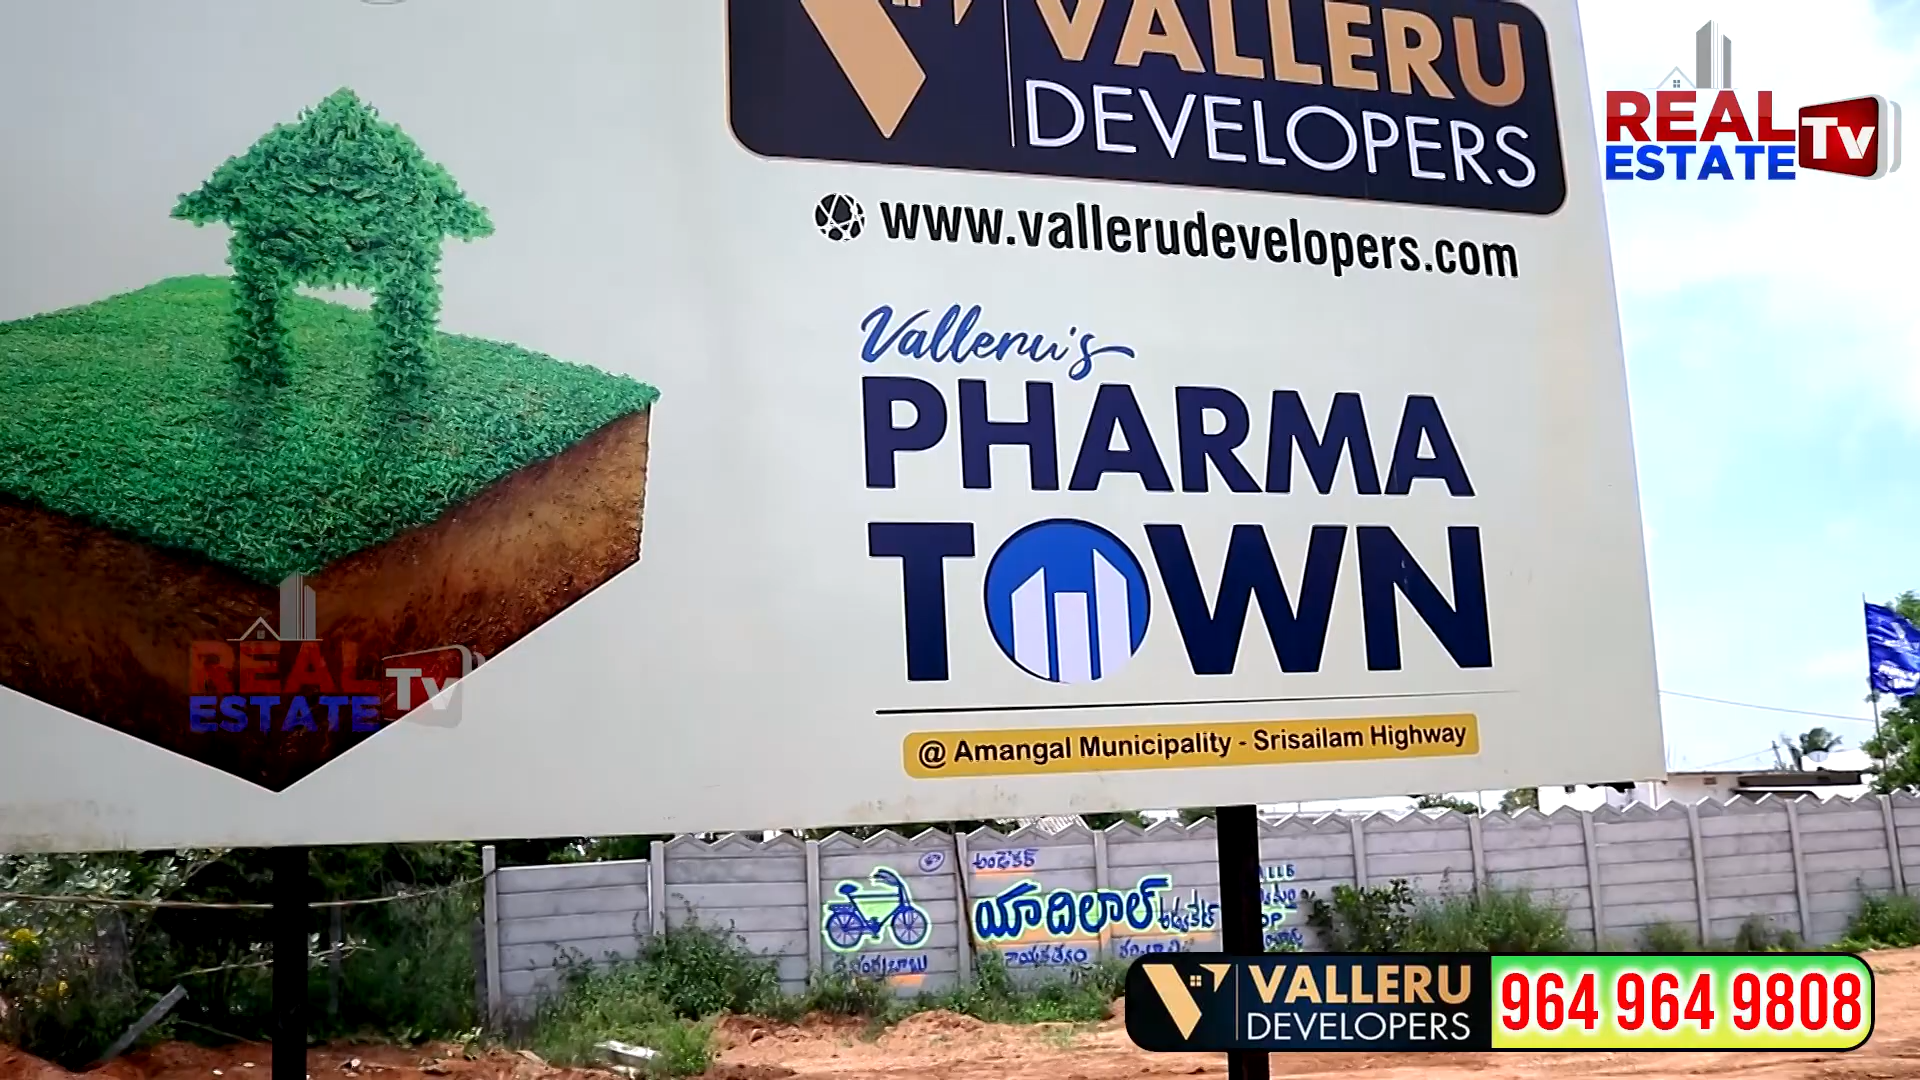 VALLERU
DEVELOPERS
REAL
ESTATE TV
www.vallerudevelopers.com
Valleru's
PHARMA
TOWN
REAL
ESTATE TV
@ Amangal Municipality - Srisailam Highway
యాదిలాల్
VALLERU
DEVELOPERS
964 964 9808